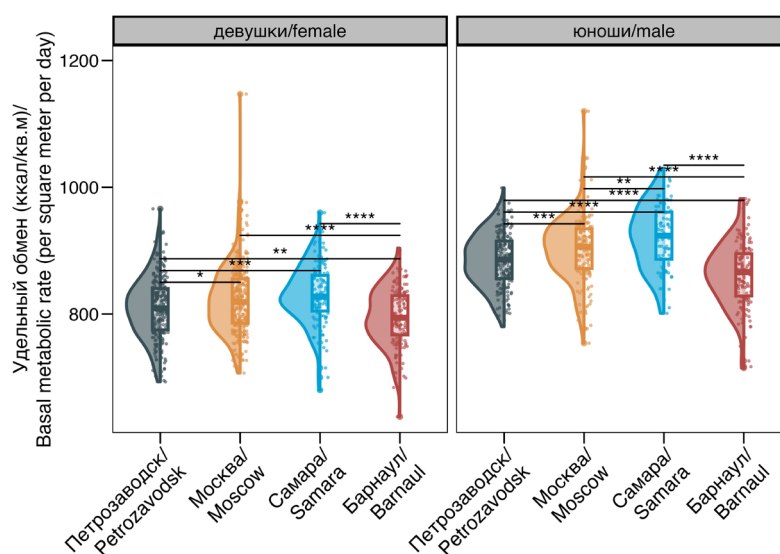 девушки/female
юноши/male
Удельный обмен (ккал/кв.м)/
Basal metabolic rate (per square meter per day)
1200
1000
800
600
****
****
**
***
*
****
****
**
****
****
***
Петрозаводск/
Petrozavodsk
Москва/
Moscow
Самара/
Samara
Барнаул/
Barnaul
Петрозаводск/
Petrozavodsk
Москва/
Moscow
Самара/
Samara
Барнаул/
Barnaul